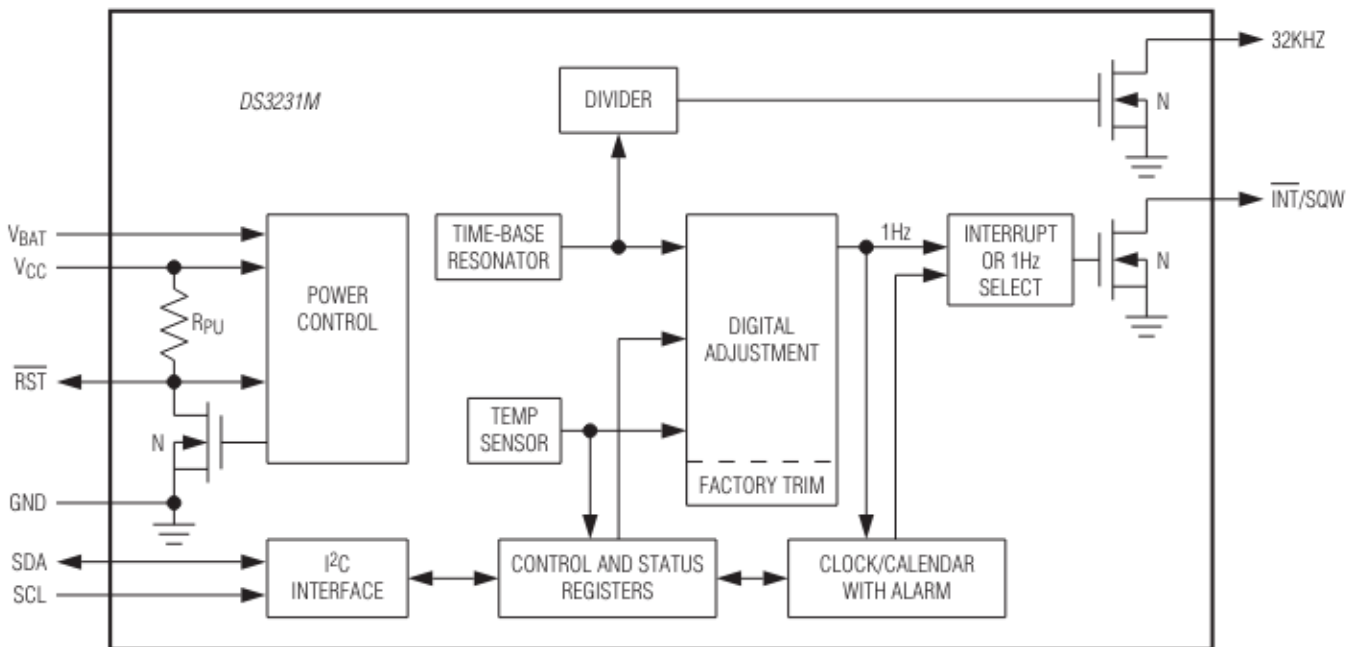 32KHZ
DS3231M
DIVIDER
N
INT/SQW
VBAT
VCC
RPU
RST
N
GND
SDA
SCL
POWER
CONTROL
TIME-BASE
RESONATOR
TEMP
SENSOR
DIGITAL
ADJUSTMENT
FACTORY TRIM
1Hz
INTERRUPT
OR 1Hz
SELECT
N
I²C
INTERFACE
CONTROL AND STATUS
REGISTERS
CLOCK/CALENDAR
WITH ALARM